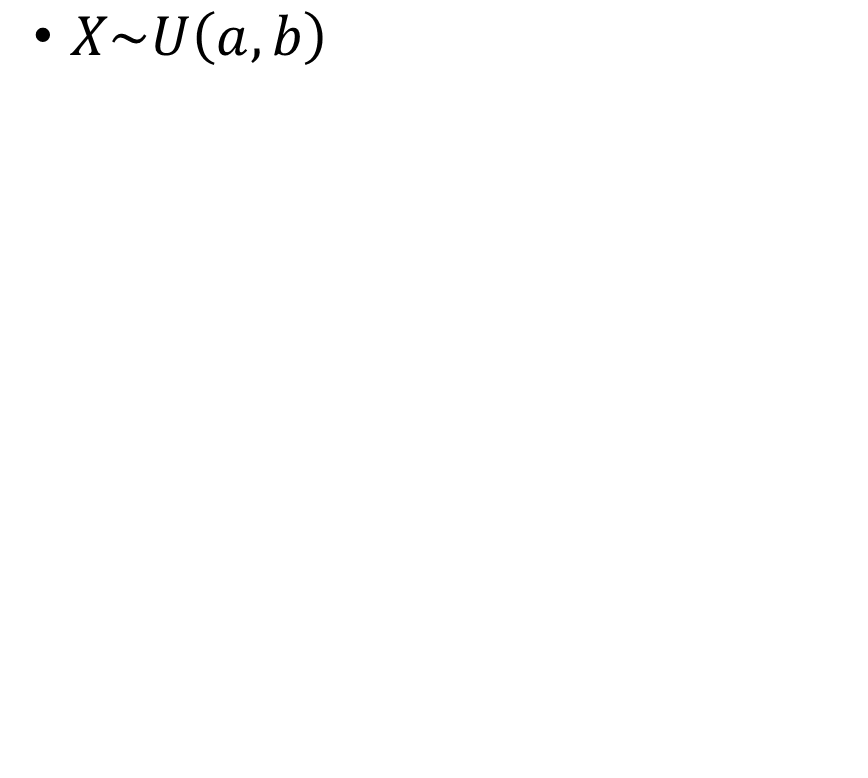 • X~U(a, b)